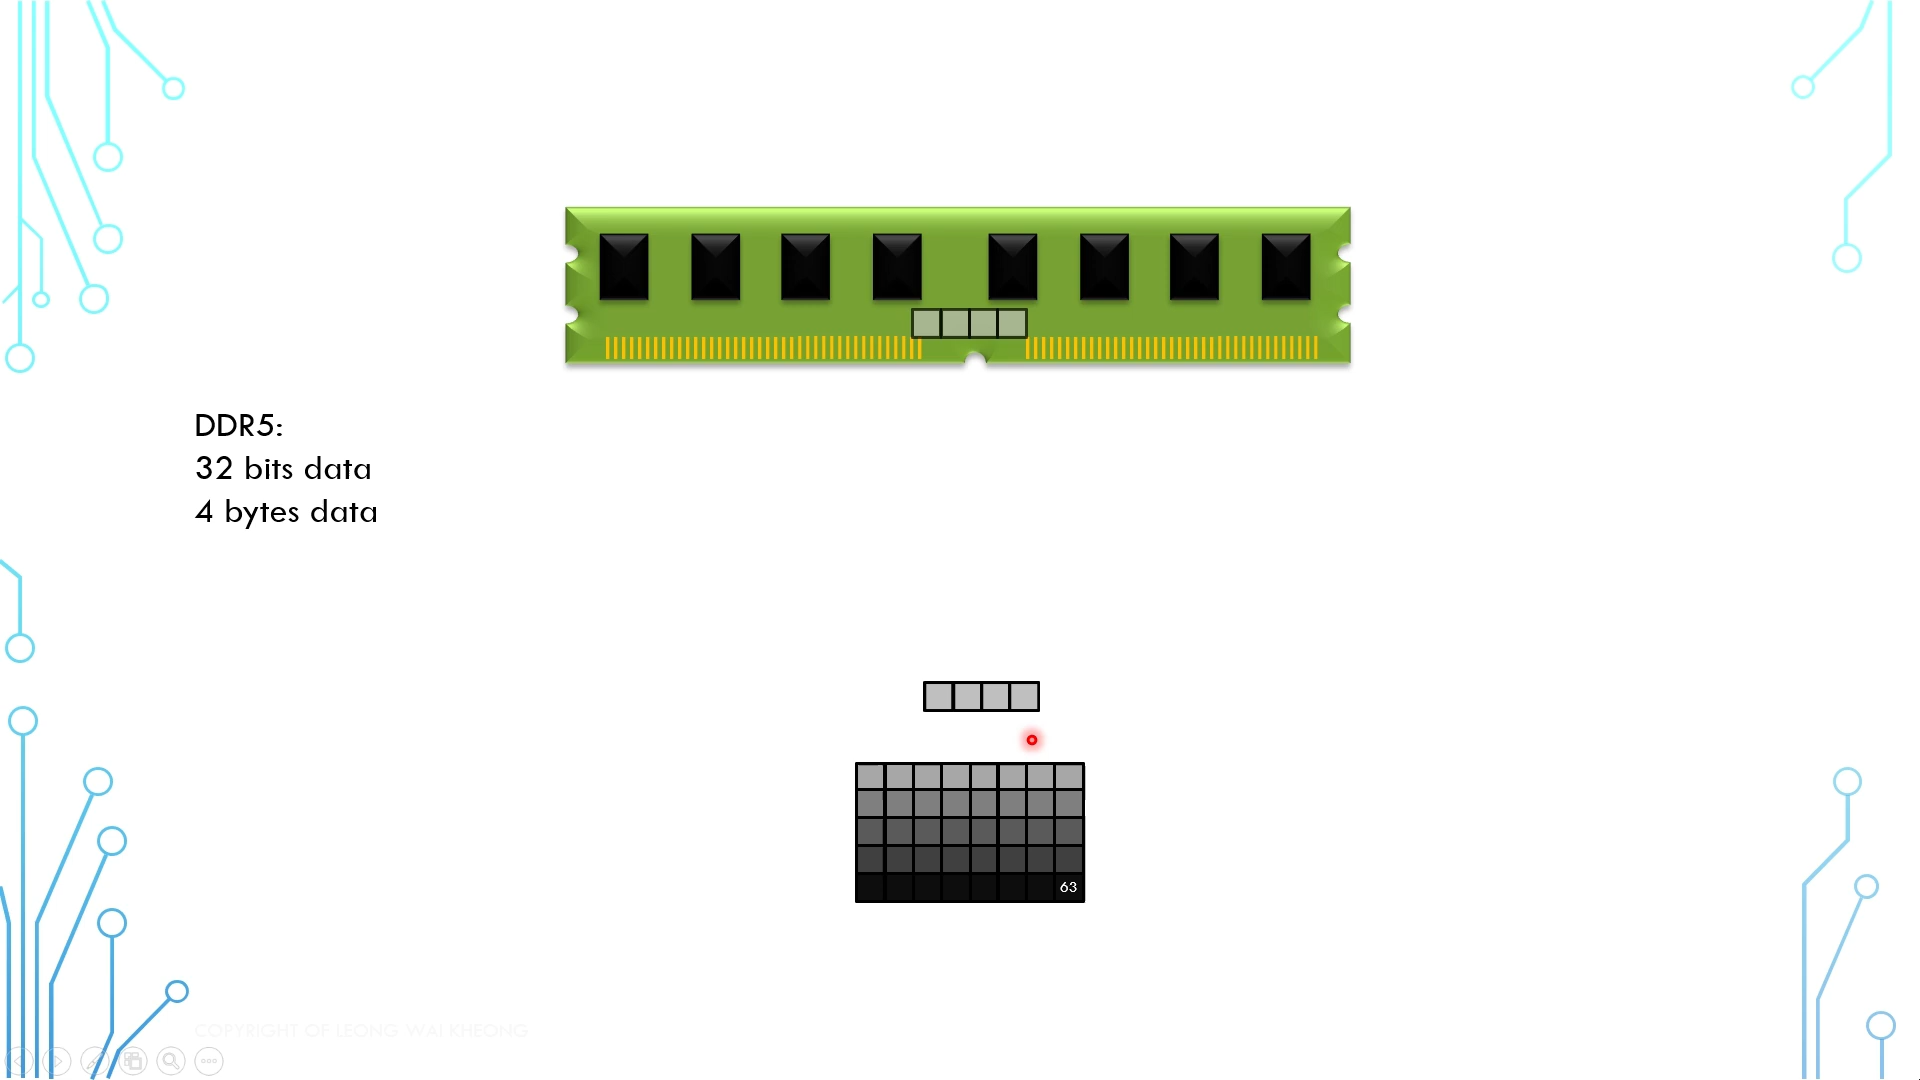 DDR5:
32 bits data
4 bytes data
63
COPYRIGHT OF LEONG WAI KHEONG